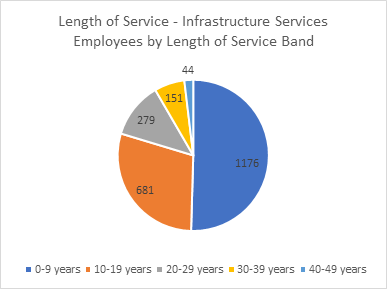 Length of Service - Infrastructure Services
Employees by Length of Service Band
44
151
279
1176
681
0-9 years 10-19 years 20-29 years 30-39 years 40-49 years